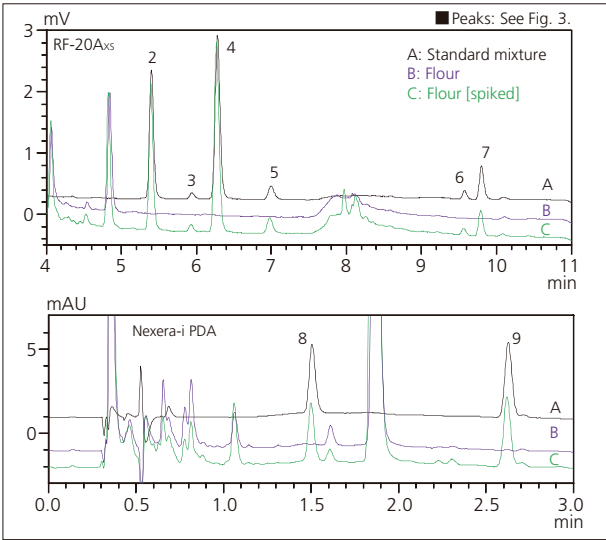 mV
■Peaks: See Fig. 3.
3
RF-20Axs
2
4
A: Standard mixture
B: Flour
C: Flour [spiked]
2
1
3
5
6
7
A
0
B
C
4
5
6
7
8
9
10
11
min
mAU
Nexera-i PDA
8
9
5
A
0
B
C
0.0
0.5
1.0
1.5
2.0
2.5
3.0
min